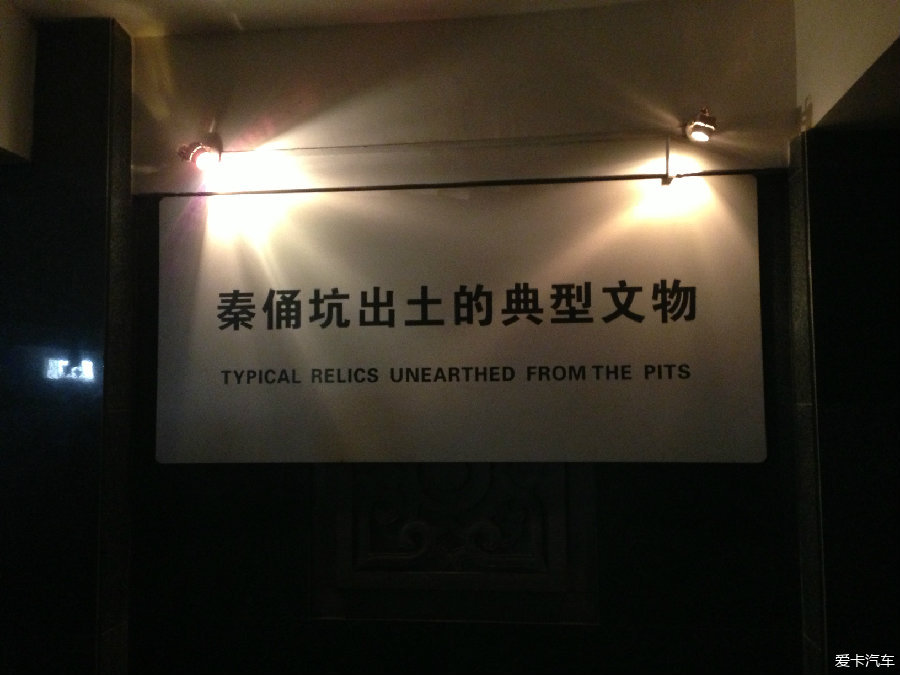 秦俑坑出土的典型文物
TYPICAL RELICS UNEARTHED FROM THE PITS
爱卡汽车